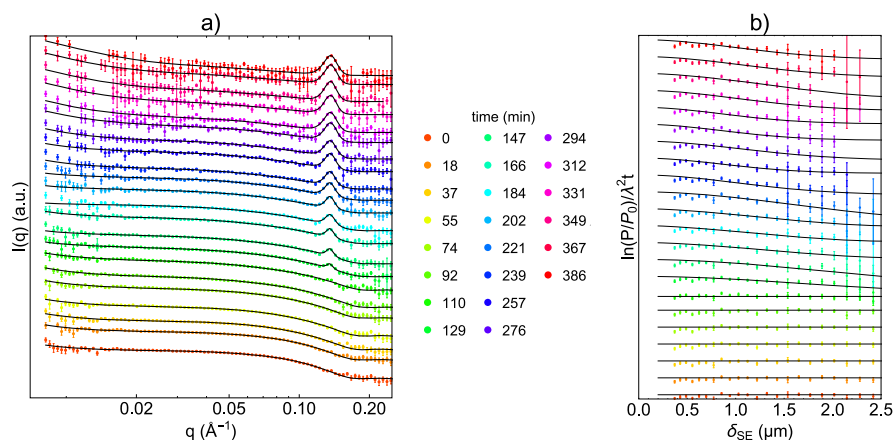 a)
I(q) (a.u.)
0.02 0.05 0.10 0.20
q (Å⁻¹)
time (min)
0 147 294
18 166 312
37 184 331
55 202 349
74 221 367
92 239 386
110 257
129 276
b)
ln(P/P₀)/λ²t
0.0 0.5 1.0 1.5 2.0 2.5
δSE (μm)